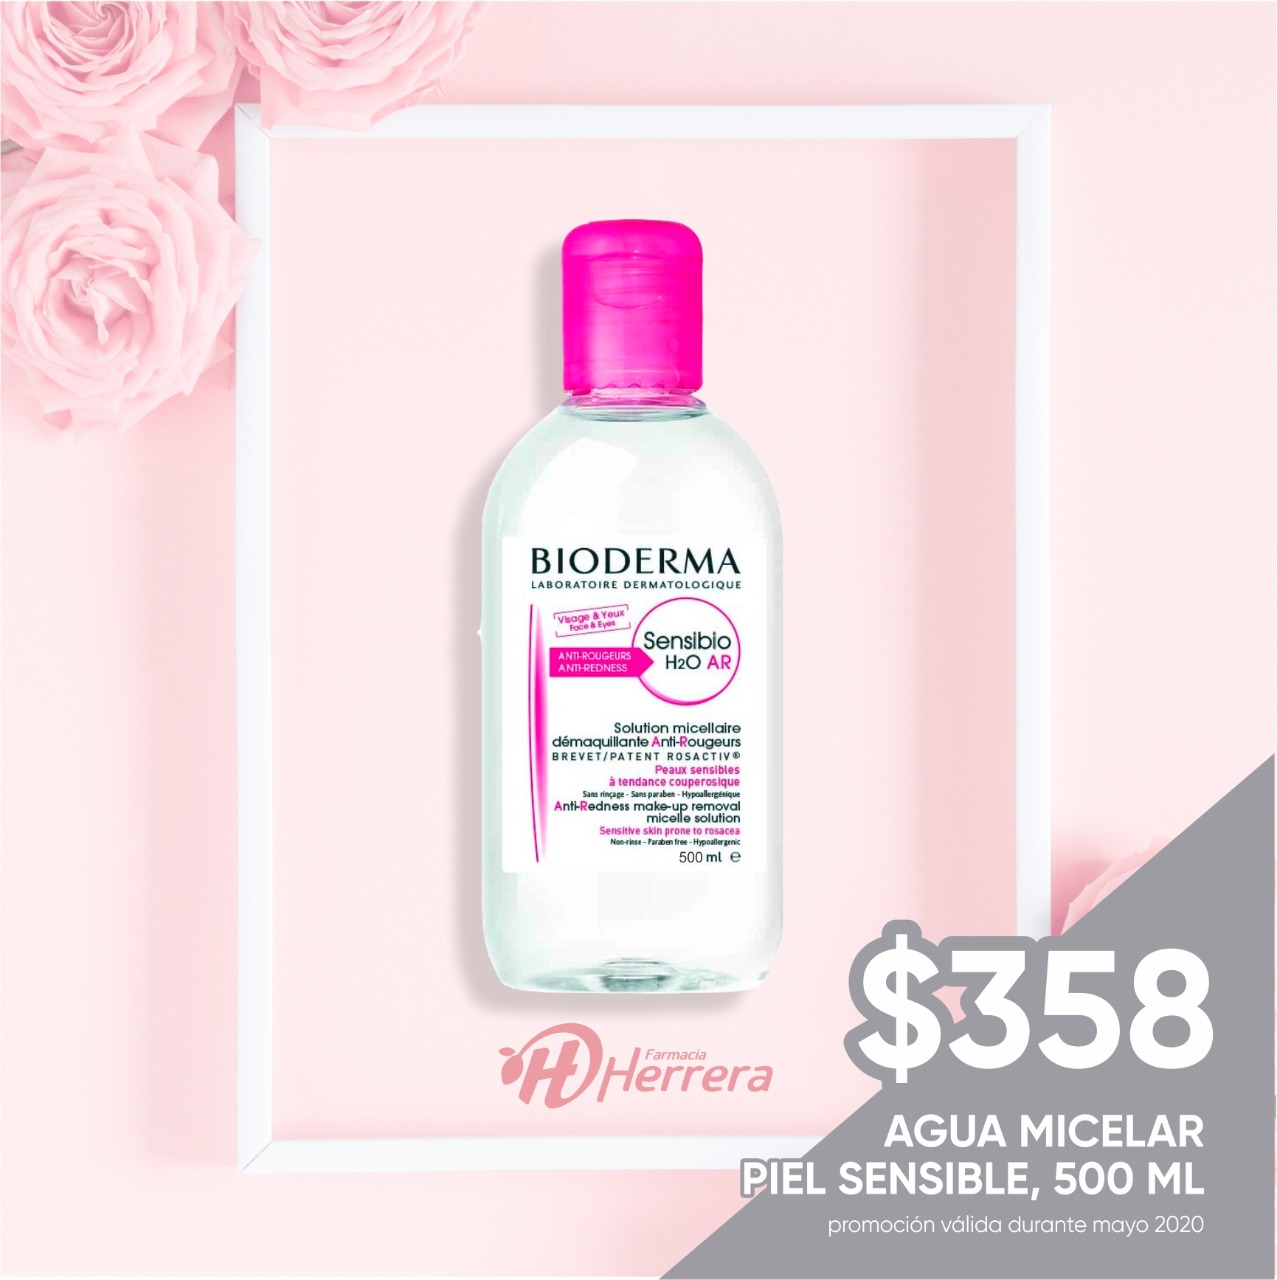 BIODERMA
LABORATOIRE DERMATOLOGIQUE
Visage & Yeux
Face & Eyes
ANTI-ROUGEURS
ANTI-REDNESS
Sensibio
H2O AR
Solution micellaire
démaquillante Anti-Rougeurs
BREVET/PATENT ROSACTIV®
Peaux sensibles
à tendance couperosique
Sans rinçage - Sans paraben - Hypoallergénique
Anti-Redness make-up removal
micelle solution
Sensitive skin prone to rosacea
Non-rinse - Paraben free - Hypoallergenic
500 ml ℮
Farmacia
Herrera
$358
AGUA MICELAR
PIEL SENSIBLE, 500 ML
promoción válida durante mayo 2020